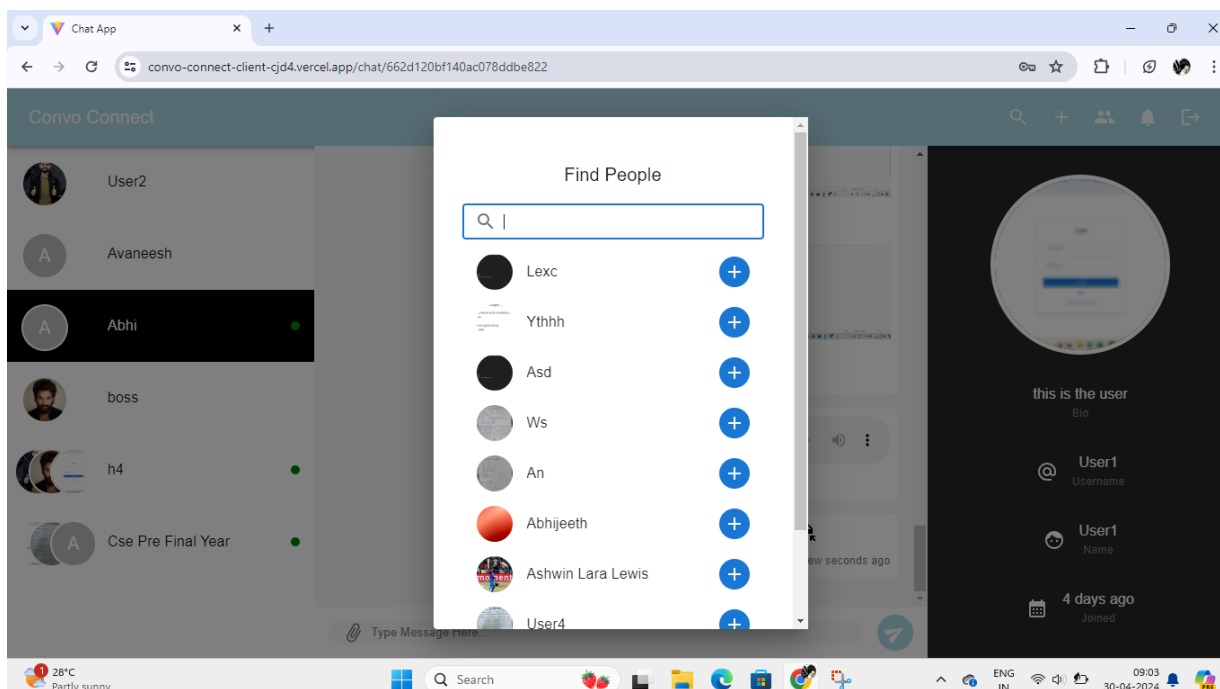 Chat App
convo-connect-client-cjd4.vercel.app/chat/662d120bf140ac078ddbe822
Convo Connect
User2
A
Avaneesh
A
Abhi
boss
h4
A
Cse Pre Final Year
Find People
Lexc
Ythhh
Asd
Ws
An
Abhijeeth
Ashwin Lara Lewis
User4
ew seconds ago
Type Message Here...
this is the user
Bio
User1
Username
User1
Name
4 days ago
Joined
1
28°C
Partly sunny
Search
ENG
IN
09:03
30-04-2024
PRE